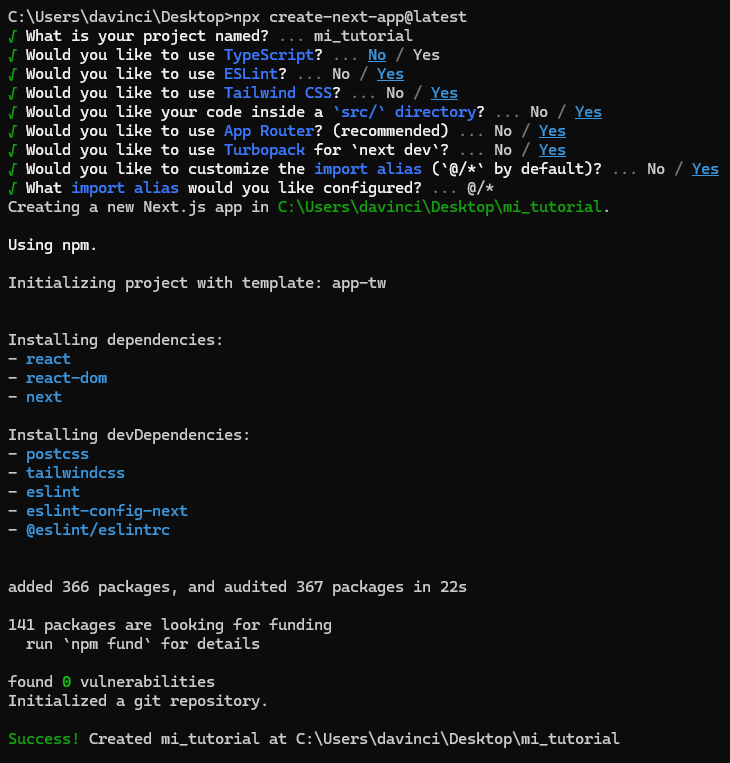 C:\Users\davinci\Desktop>npx create-next-app@latest
√ What is your project named? ... mi_tutorial
√ Would you like to use TypeScript? ... No / Yes
√ Would you like to use ESLint? ... No / Yes
√ Would you like to use Tailwind CSS? ... No / Yes
√ Would you like your code inside a `src/` directory? ... No / Yes
√ Would you like to use App Router? (recommended) ... No / Yes
√ Would you like to use Turbopack for `next dev`? ... No / Yes
√ Would you like to customize the import alias (`@/*` by default)? ... No / Yes
√ What import alias would you like configured? ... @/*
Creating a new Next.js app in C:\Users\davinci\Desktop\mi_tutorial.
Using npm.
Initializing project with template: app-tw
Installing dependencies:
- react
- react-dom
- next
Installing devDependencies:
- postcss
- tailwindcss
- eslint
- eslint-config-next
- @eslint/eslintrc
added 366 packages, and audited 367 packages in 22s
141 packages are looking for funding
run `npm fund` for details
found 0 vulnerabilities
Initialized a git repository.
Success! Created mi_tutorial at C:\Users\davinci\Desktop\mi_tutorial